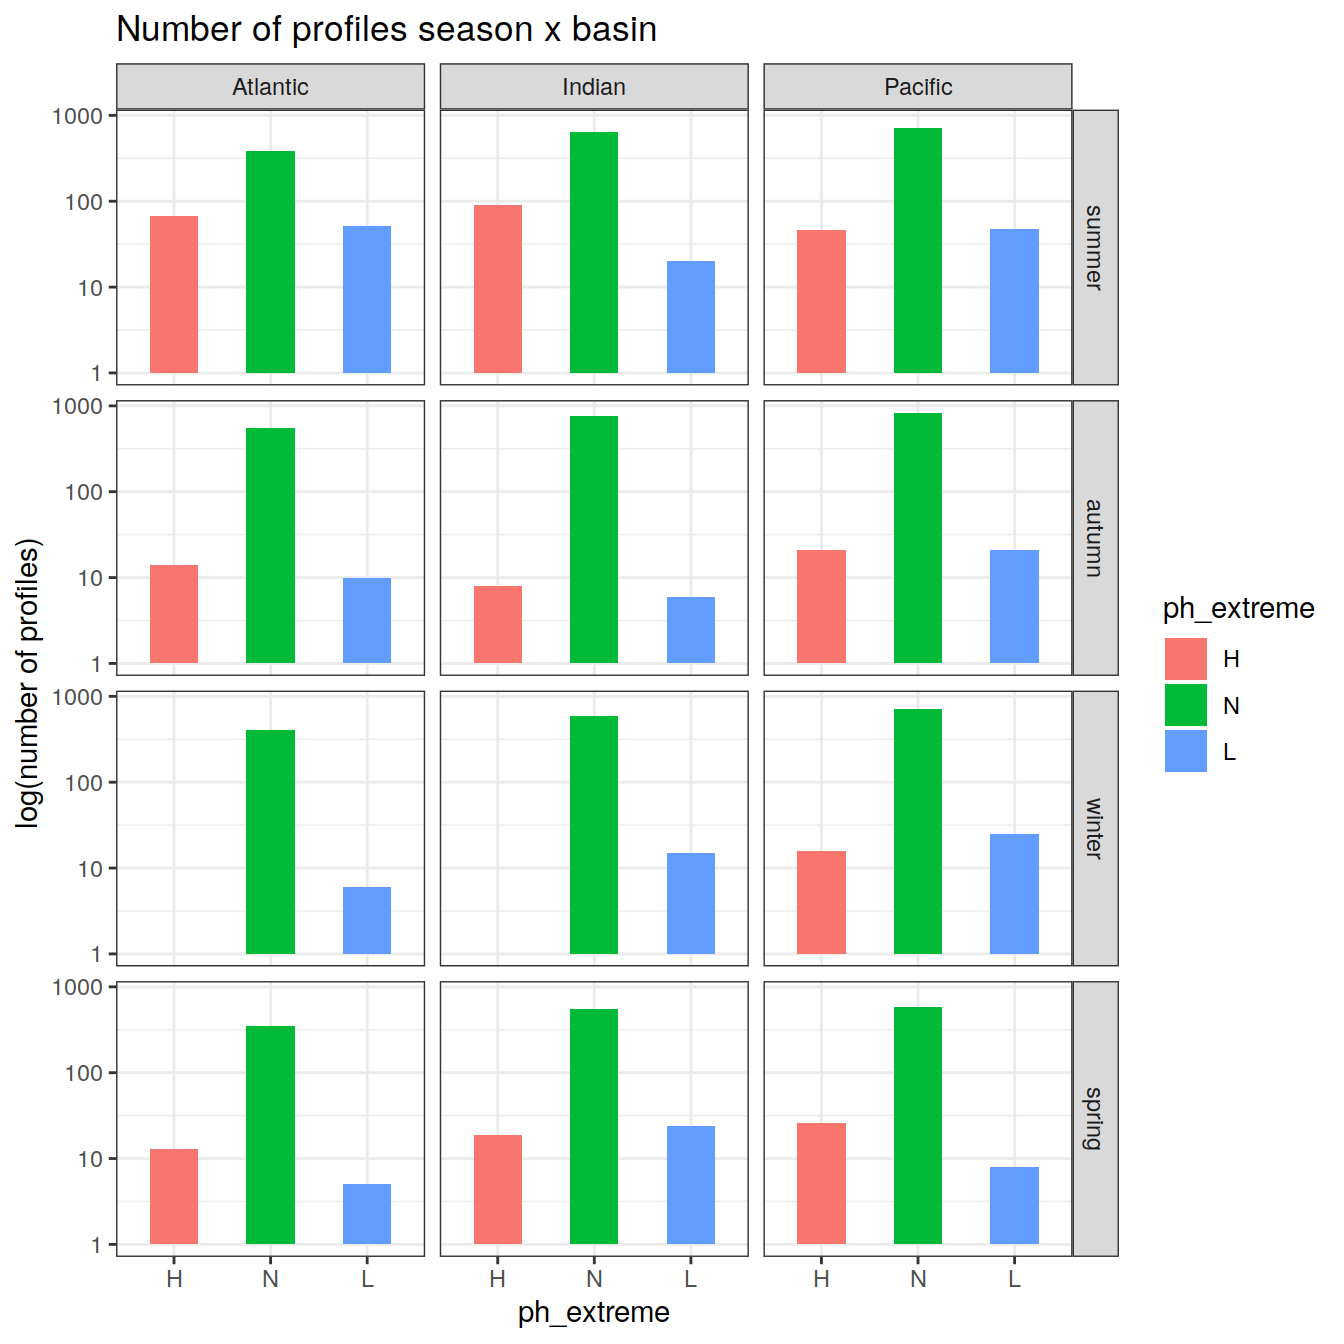 Number of profiles season x basin
Atlantic Indian Pacific
1000
100
10
1
summer
1000
100
10
1
autumn
1000
100
10
1
winter
1000
100
10
1
spring
H N L H N L H N L
ph_extreme
log(number of profiles)
ph_extreme
H
N
L